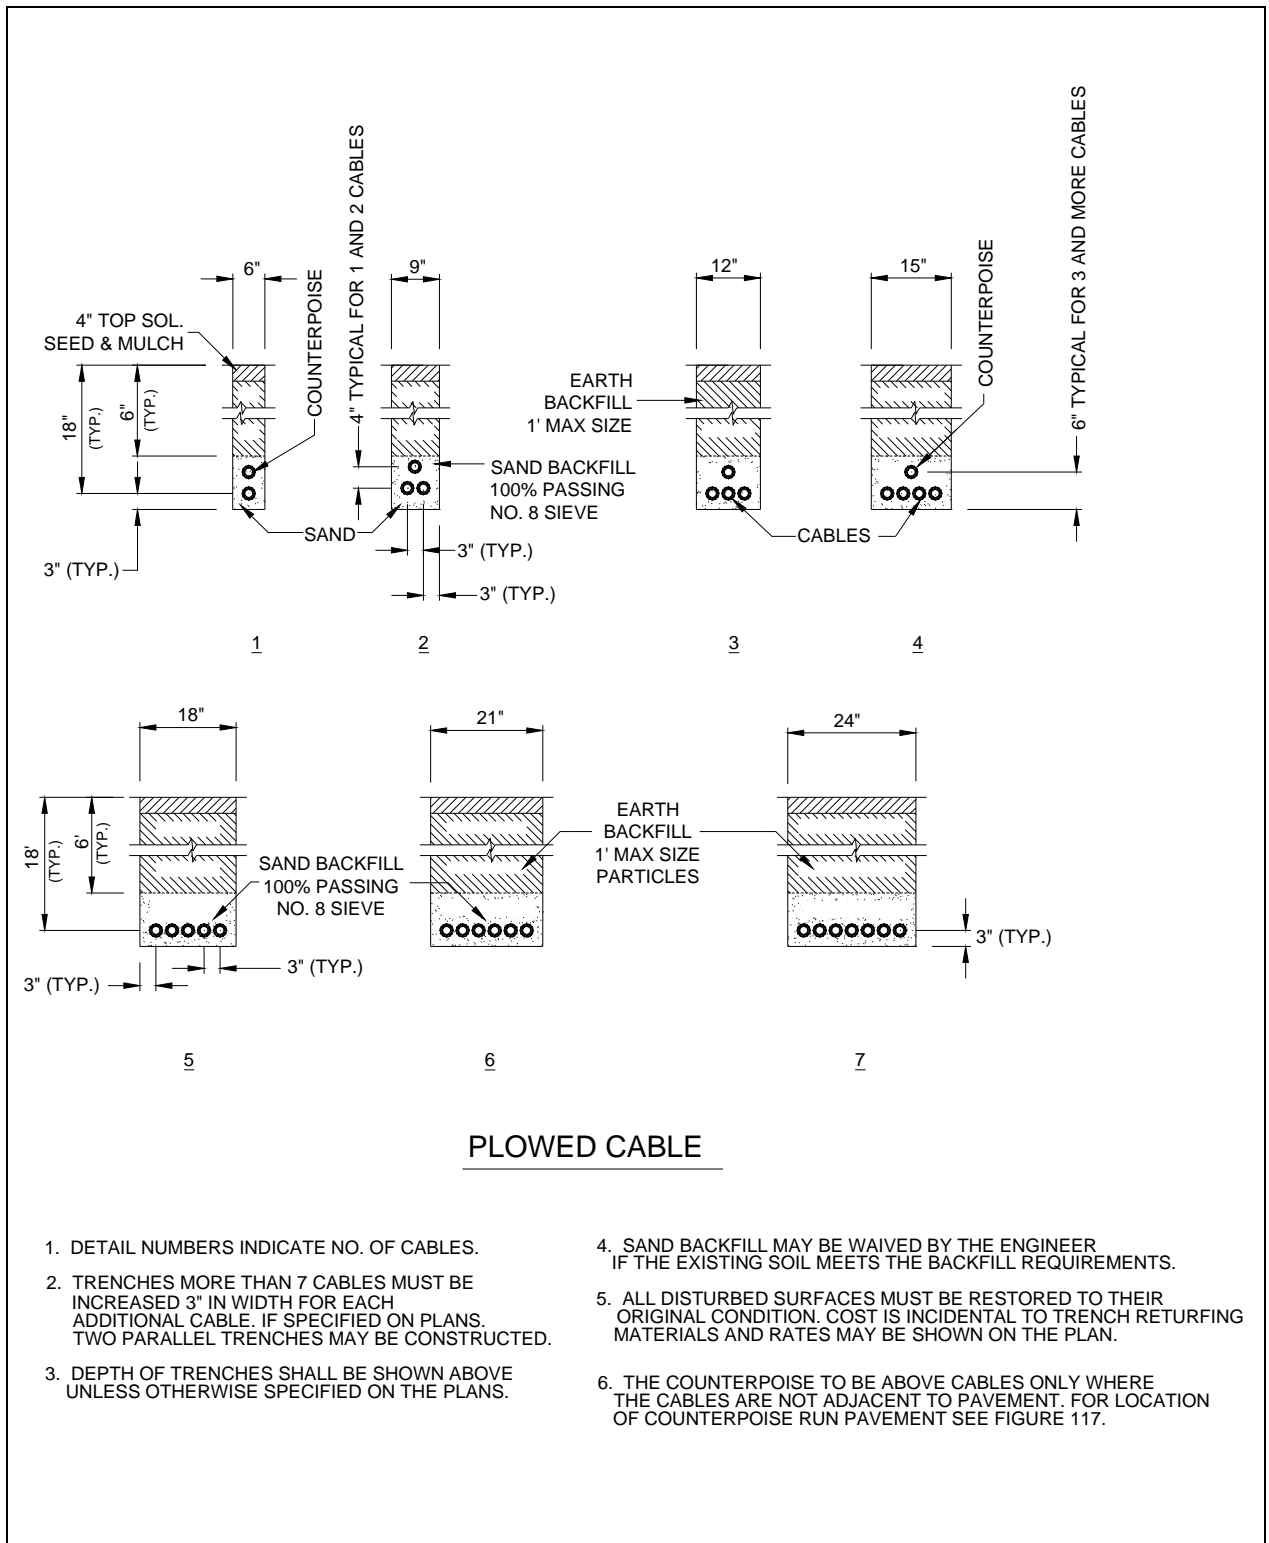 6"
COUNTERPOISE
4" TYPICAL FOR 1 AND 2 CABLES
9"
12"
15"
COUNTERPOISE
6" TYPICAL FOR 3 AND MORE CABLES
4" TOP SOL.
SEED & MULCH
18"
(TYP.)
6"
(TYP.)
EARTH
BACKFILL
1' MAX SIZE
SAND BACKFILL
100% PASSING
NO. 8 SIEVE
SAND
CABLES
3" (TYP.)
3" (TYP.)
3" (TYP.)
1
2
3
4
18"
21"
24"
18'
(TYP.)
6'
(TYP.)
SAND BACKFILL
100% PASSING
NO. 8 SIEVE
EARTH
BACKFILL
1' MAX SIZE
PARTICLES
3" (TYP.)
3" (TYP.)
3" (TYP.)
5
6
7
PLOWED CABLE
1. DETAIL NUMBERS INDICATE NO. OF CABLES.
2. TRENCHES MORE THAN 7 CABLES MUST BE
INCREASED 3" IN WIDTH FOR EACH
ADDITIONAL CABLE. IF SPECIFIED ON PLANS.
TWO PARALLEL TRENCHES MAY BE CONSTRUCTED.
3. DEPTH OF TRENCHES SHALL BE SHOWN ABOVE
UNLESS OTHERWISE SPECIFIED ON THE PLANS.
4. SAND BACKFILL MAY BE WAIVED BY THE ENGINEER
IF THE EXISTING SOIL MEETS THE BACKFILL REQUIREMENTS.
5. ALL DISTURBED SURFACES MUST BE RESTORED TO THEIR
ORIGINAL CONDITION. COST IS INCIDENTAL TO TRENCH RETURFING
MATERIALS AND RATES MAY BE SHOWN ON THE PLAN.
6. THE COUNTERPOISE TO BE ABOVE CABLES ONLY WHERE
THE CABLES ARE NOT ADJACENT TO PAVEMENT. FOR LOCATION
OF COUNTERPOISE RUN PAVEMENT SEE FIGURE 117.